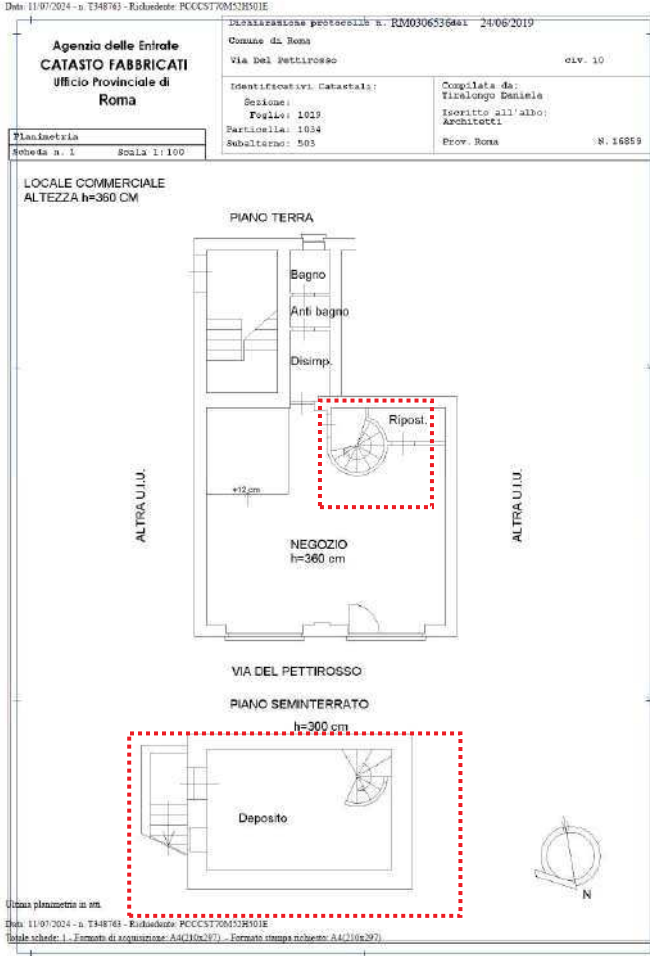 Data: 11/07/2024 - n. T348763 - Richiedente: PCCCST70M52H501E
Agenzia delle Entrate
CATASTO FABBRICATI
Ufficio Provinciale di
Roma
Dichiarazione protocollo n. RM0306536 del 24/06/2019
Comune di Roma
Via Del Pettirosso civ. 10
Identificativi Catastali:
Sezione:
Foglio: 1019
Particella: 1034
Subalterno: 503
Compilata da:
Tiralongo Daniela
Iscritto all'albo:
Architetti
Prov. Roma N. 16859
Planimetria
Scheda n. 1 Scala 1:100
LOCALE COMMERCIALE
ALTEZZA h=360 CM
PIANO TERRA
Bagno
Anti bagno
Disimp.
Ripost.
+12 cm
ALTRA U.I.U.
ALTRA U.I.U.
NEGOZIO
h=360 cm
VIA DEL PETTIROSSO
PIANO SEMINTERRATO
h=300 cm
Deposito
N
Ultima planimetria in atti
Data: 11/07/2024 - n. T348763 - Richiedente: PCCCST70M52H501E
Totale schede: 1 - Formato di acquisizione: A4(210x297) - Formato stampa richiesto: A4(210x297)